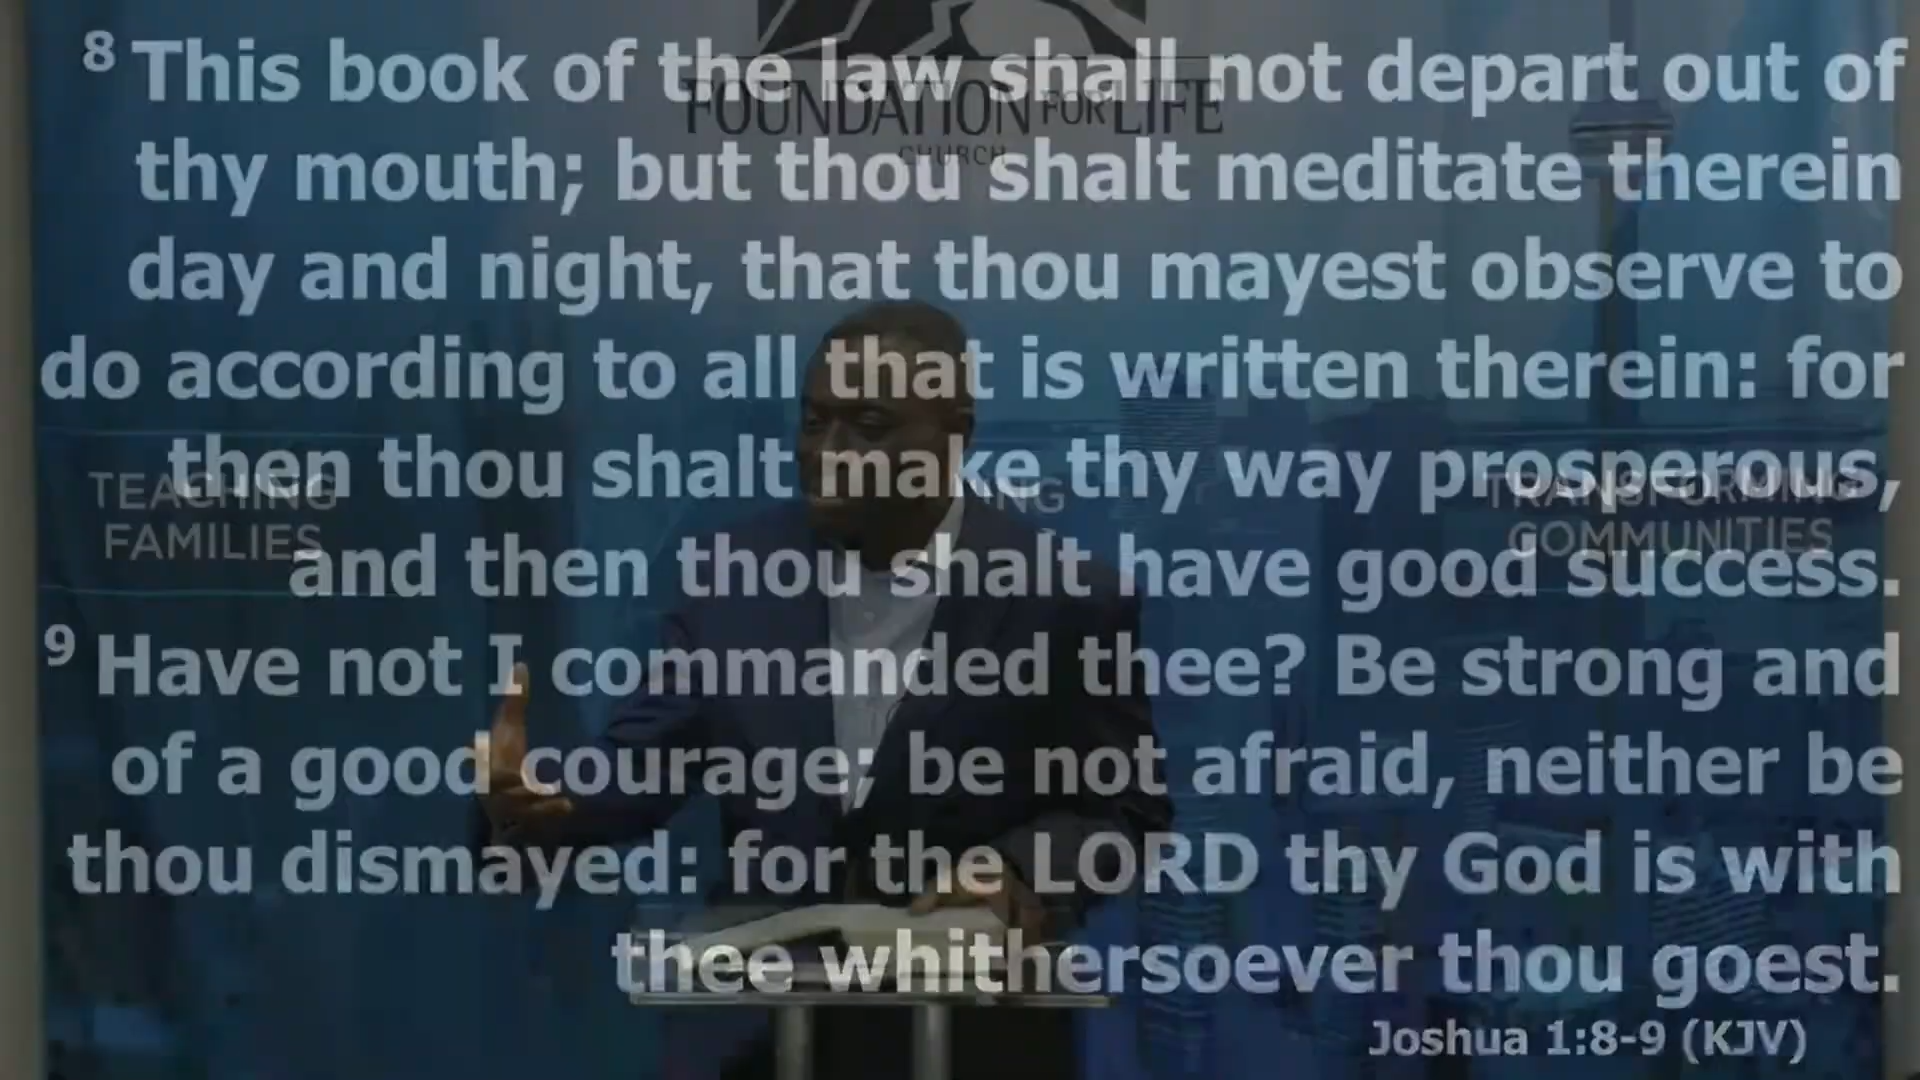 8 This book of the law shall not depart out of
thy mouth; but thou shalt meditate therein
day and night, that thou mayest observe to
do according to all that is written therein: for
then thou shalt make thy way prosperous,
and then thou shalt have good success.
9 Have not I commanded thee? Be strong and
of a good courage; be not afraid, neither be
thou dismayed: for the LORD thy God is with
thee whithersoever thou goest.
Joshua 1:8-9 (KJV)
FOUNDATION FOR LIFE
CHURCH
TEACHING
FAMILIES
TRANSFORMING
COMMUNITIES